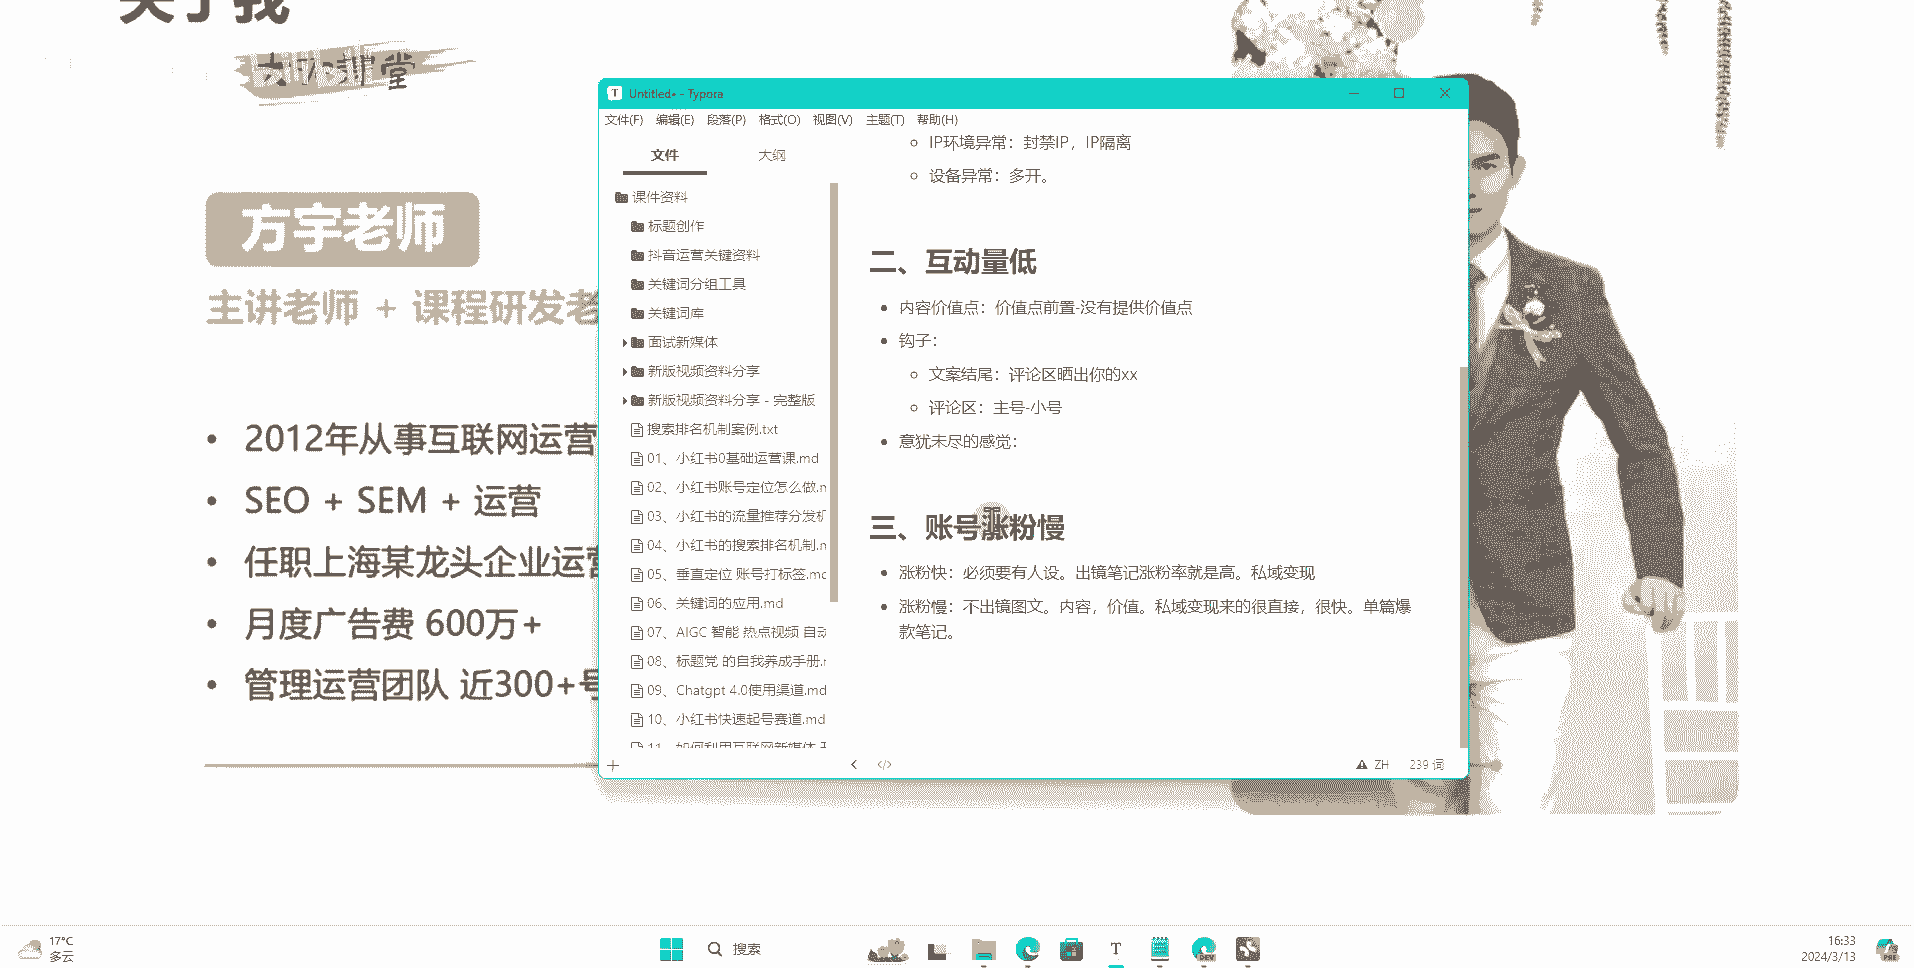 关于我
大心课堂
方宇老师
主讲老师 + 课程研发老
2012年从事互联网运营
SEO + SEM + 运营
任职上海某龙头企业运营
月度广告费 600万+
管理运营团队 近300+号
Untitled• - Typora
文件(F) 编辑(E) 段落(P) 格式(O) 视图(V) 主题(T) 帮助(H)
文件 大纲
课件资料
标题创作
抖音运营关键资料
关键词分组工具
关键词库
面试新媒体
新版视频资料分享
新版视频资料分享 - 完整版
搜索排名机制案例.txt
01、小红书0基础运营课.md
02、小红书账号定位怎么做.m
03、小红书的流量推荐分发机
04、小红书的搜索排名机制.m
05、垂直定位 账号打标签.md
06、关键词的应用.md
07、AIGC 智能 热点视频 自动
08、标题党 的自我养成手册.m
09、Chatgpt 4.0使用渠道.md
10、小红书快速起号赛道.md
11、如何利用互联网新媒体 开
IP环境异常：封禁IP，IP隔离
设备异常：多开。
二、互动量低
内容价值点：价值点前置-没有提供价值点
钩子：
文案结尾：评论区晒出你的xx
评论区：主号-小号
意犹未尽的感觉：
三、账号涨粉慢
涨粉快：必须要有人设。出镜笔记涨粉率就是高。私域变现
涨粉慢：不出镜图文。内容，价值。私域变现来的很直接，很快。单篇爆
款笔记。
ZH 239 词
17°C
多云
搜索
16:33
2024/3/13